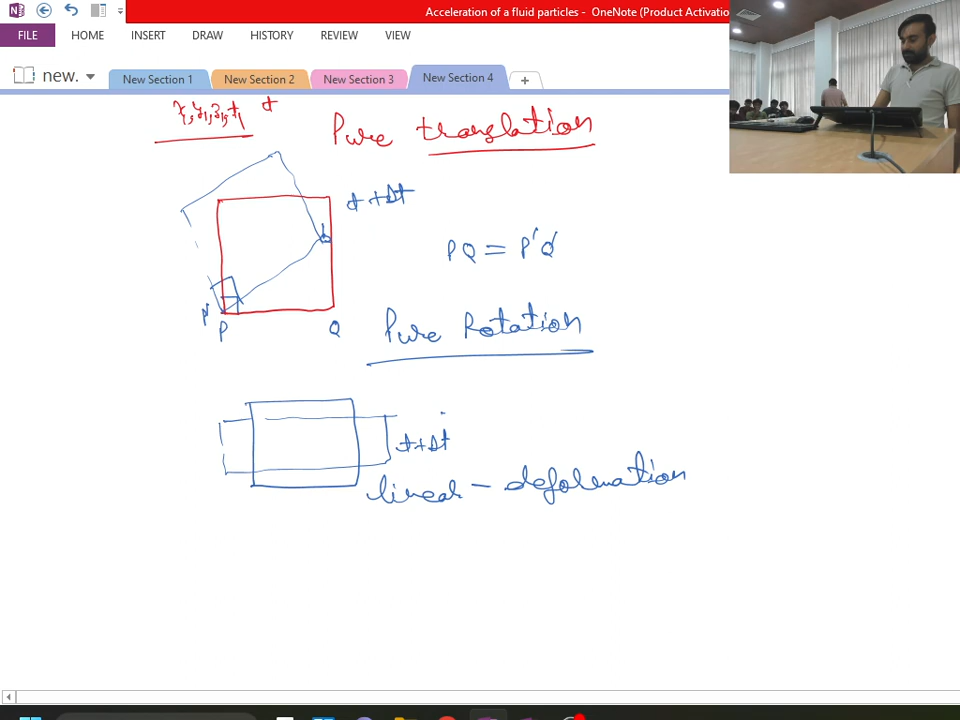 Acceleration of a fluid particles - OneNote (Product Activatio
FILE HOME INSERT DRAW HISTORY REVIEW VIEW
new. New Section 1 New Section 2 New Section 3 New Section 4 +
t
Pure translation
t+Δt
PQ = P'Q'
P'
P
Q
Pure Rotation
t+Δt
linear - deformation